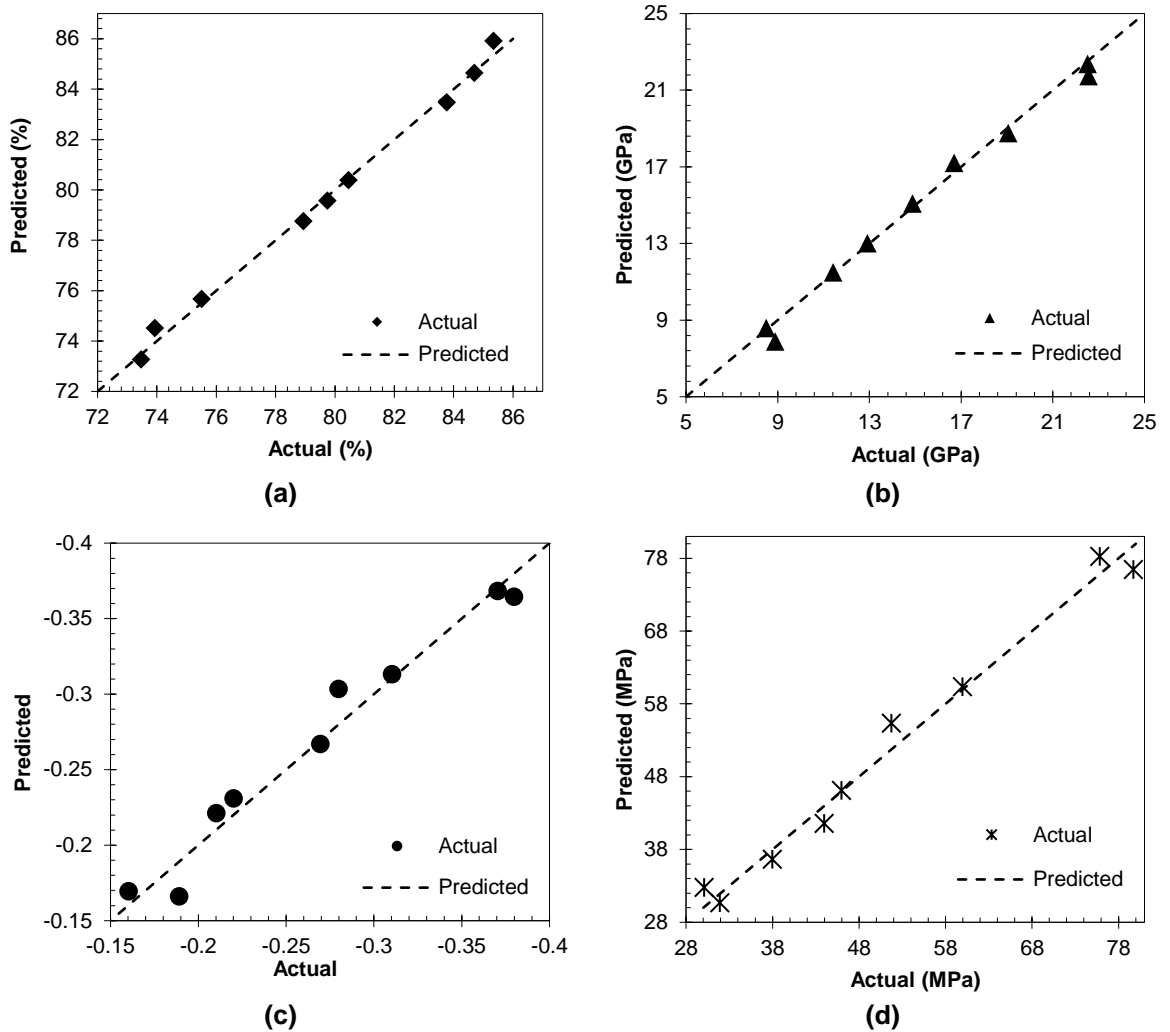 86
84
82
80
78
76
74
72
Predicted (%)
Actual
Predicted
72 74 76 78 80 82 84 86
Actual (%)
(a)
25
21
17
13
9
5
Predicted (GPa)
Actual
Predicted
5 9 13 17 21 25
Actual (GPa)
(b)
-0.4
-0.35
-0.3
-0.25
-0.2
-0.15
Predicted
Actual
Predicted
-0.15 -0.2 -0.25 -0.3 -0.35 -0.4
Actual
(c)
78
68
58
48
38
28
Predicted (MPa)
Actual
Predicted
28 38 48 58 68 78
Actual (MPa)
(d)